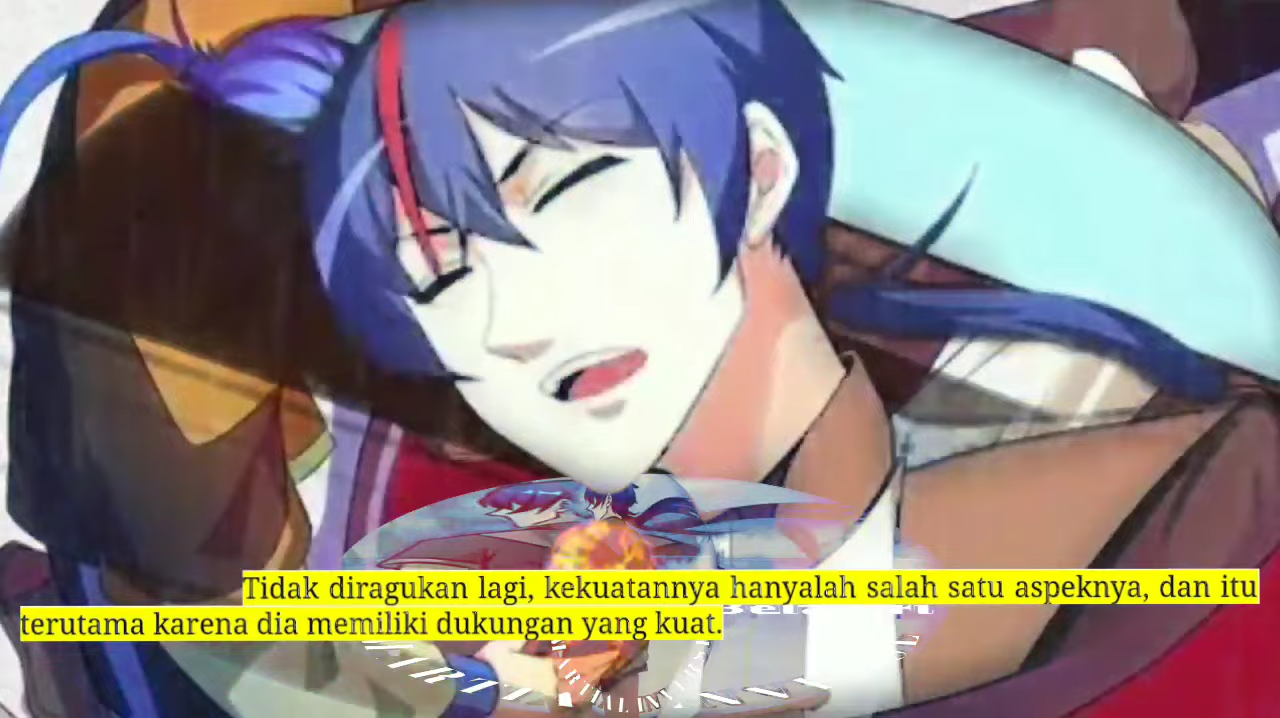 Tidak diragukan lagi, kekuatannya hanyalah salah satu aspeknya, dan itu
terutama karena dia memiliki dukungan yang kuat.